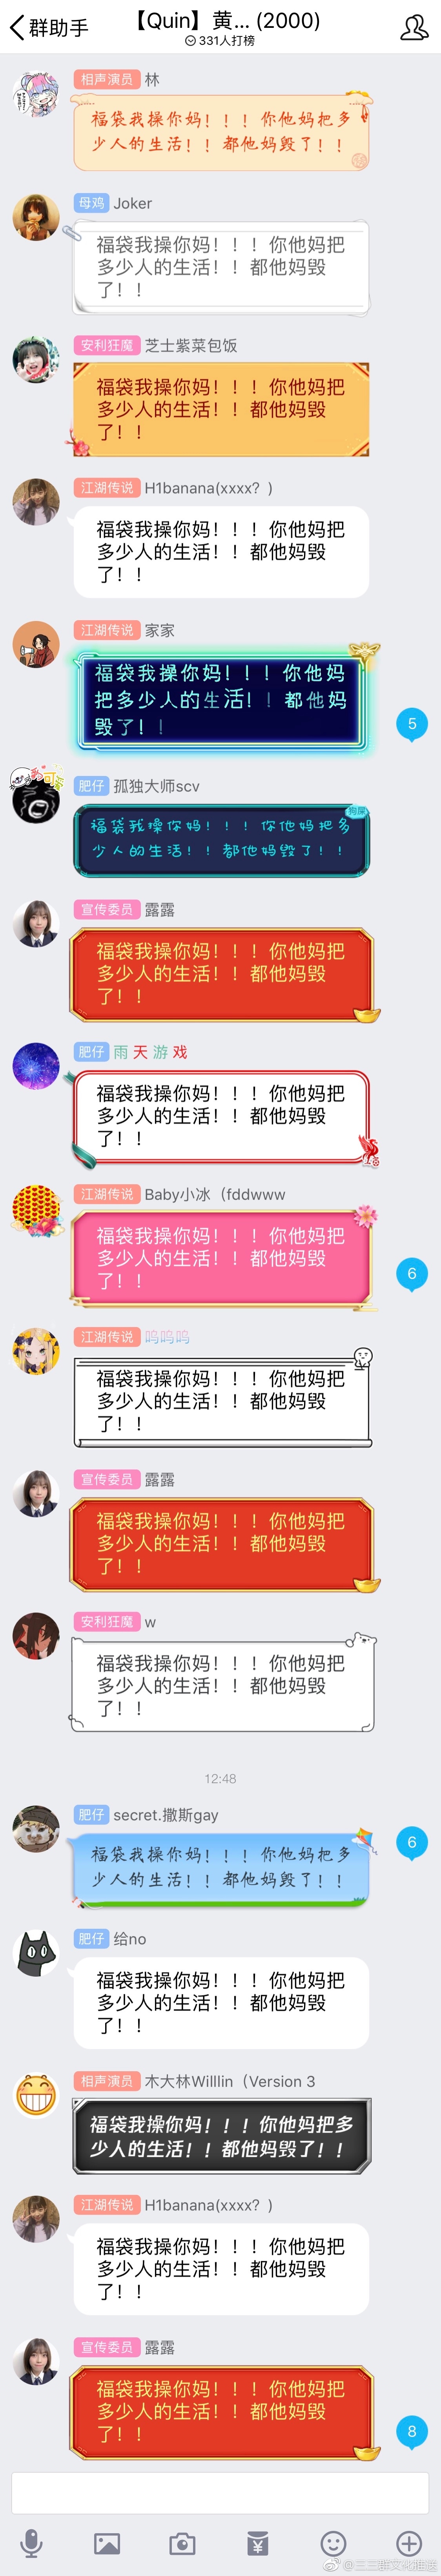 群助手
【Quin】黄... (2000)
331人打榜
相声演员 林
福袋我操你妈！！！你他妈把多
少人的生活！！都他妈毁了！！
母鸡 Joker
福袋我操你妈！！！你他妈把
多少人的生活！！都他妈毁
了！！
安利狂魔 芝士紫菜包饭
福袋我操你妈！！！你他妈把
多少人的生活！！都他妈毁
了！！
江湖传说 H1banana(xxxx？)
福袋我操你妈！！！你他妈把
多少人的生活！！都他妈毁
了！！
江湖传说 家家
福袋我操你妈！！！你他妈
把多少人的生活！！都他妈
毁了！！
5
肥仔 孤独大师scv
福袋我操你妈！！！你他妈把多
少人的生活！！都他妈毁了！！
宣传委员 露露
福袋我操你妈！！！你他妈把
多少人的生活！！都他妈毁
了！！
肥仔 雨天游戏
福袋我操你妈！！！你他妈把
多少人的生活！！都他妈毁
了！！
江湖传说 Baby小冰（fddwww
福袋我操你妈！！！你他妈把
多少人的生活！！都他妈毁
了！！
6
江湖传说 呜呜呜
福袋我操你妈！！！你他妈把
多少人的生活！！都他妈毁
了！！
宣传委员 露露
福袋我操你妈！！！你他妈把
多少人的生活！！都他妈毁
了！！
安利狂魔 w
福袋我操你妈！！！你他妈把
多少人的生活！！都他妈毁
了！！
12:48
肥仔 secret.撒斯gay
福袋我操你妈！！！你他妈把多
少人的生活！！都他妈毁了！！
6
肥仔 给no
福袋我操你妈！！！你他妈把
多少人的生活！！都他妈毁
了！！
相声演员 木大林Willlin（Version 3
福袋我操你妈！！！你他妈把多
少人的生活！！都他妈毁了！！
江湖传说 H1banana(xxxx？)
福袋我操你妈！！！你他妈把
多少人的生活！！都他妈毁
了！！
宣传委员 露露
福袋我操你妈！！！你他妈把
多少人的生活！！都他妈毁
了！！
8